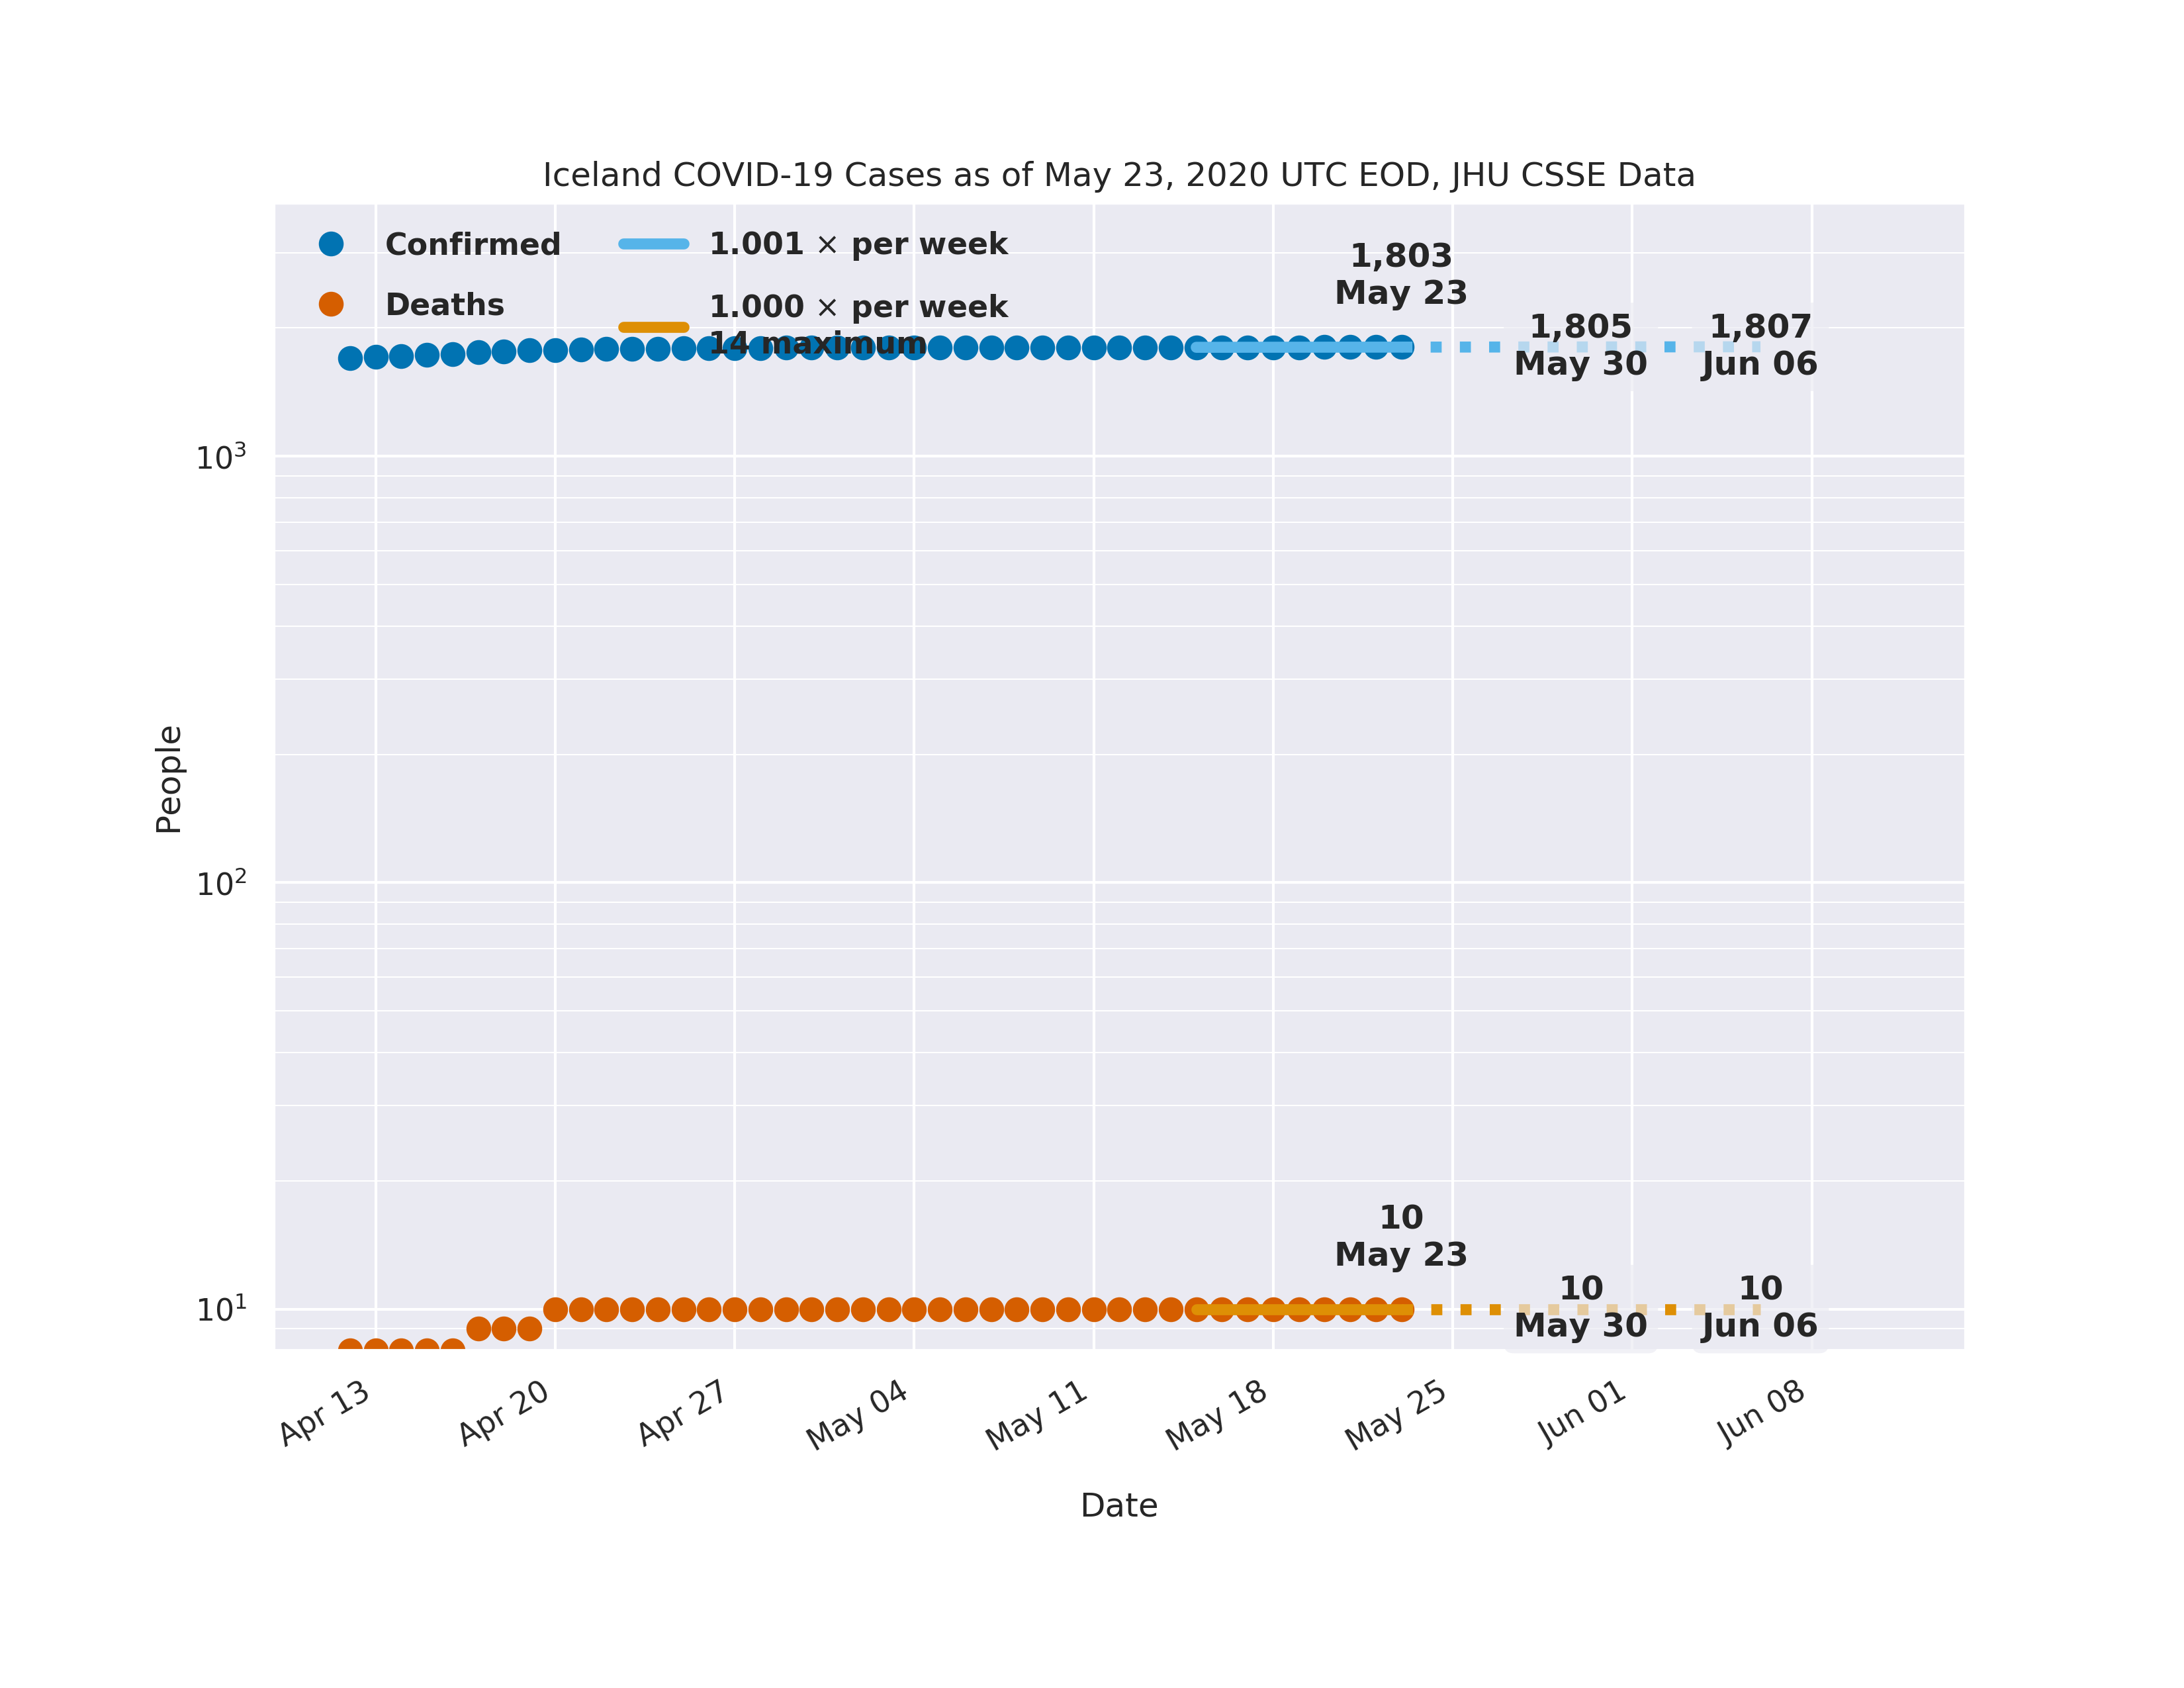 Iceland COVID-19 Cases as of May 23, 2020 UTC EOD, JHU CSSE Data
Confirmed
Deaths
1.001 × per week
1.000 × per week
14 maximum
1,803
May 23
1,805
May 30
1,807
Jun 06
10³
10²
10¹
People
10
May 23
10
May 30
10
Jun 06
Apr 13
Apr 20
Apr 27
May 04
May 11
May 18
May 25
Jun 01
Jun 08
Date